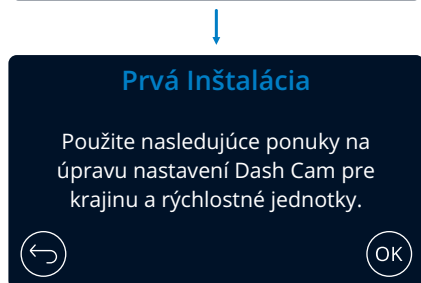 Prvá Inštalácia
Použite nasledujúce ponuky na
úpravu nastavení Dash Cam pre
krajinu a rýchlostné jednotky.
OK